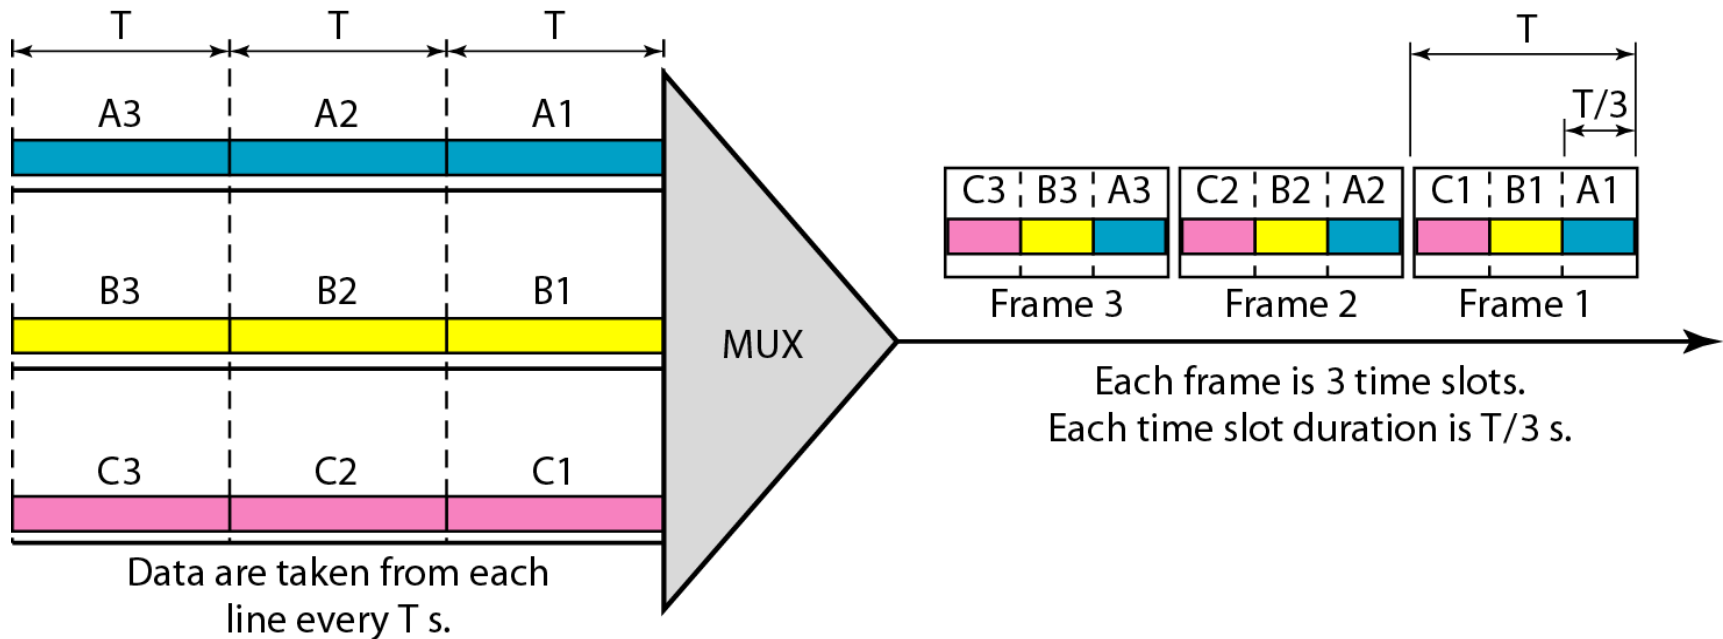 T T T
A3 A2 A1
B3 B2 B1
C3 C2 C1
Data are taken from each
line every T s.
MUX
T
T/3
C3 B3 A3 C2 B2 A2 C1 B1 A1
Frame 3 Frame 2 Frame 1
Each frame is 3 time slots.
Each time slot duration is T/3 s.